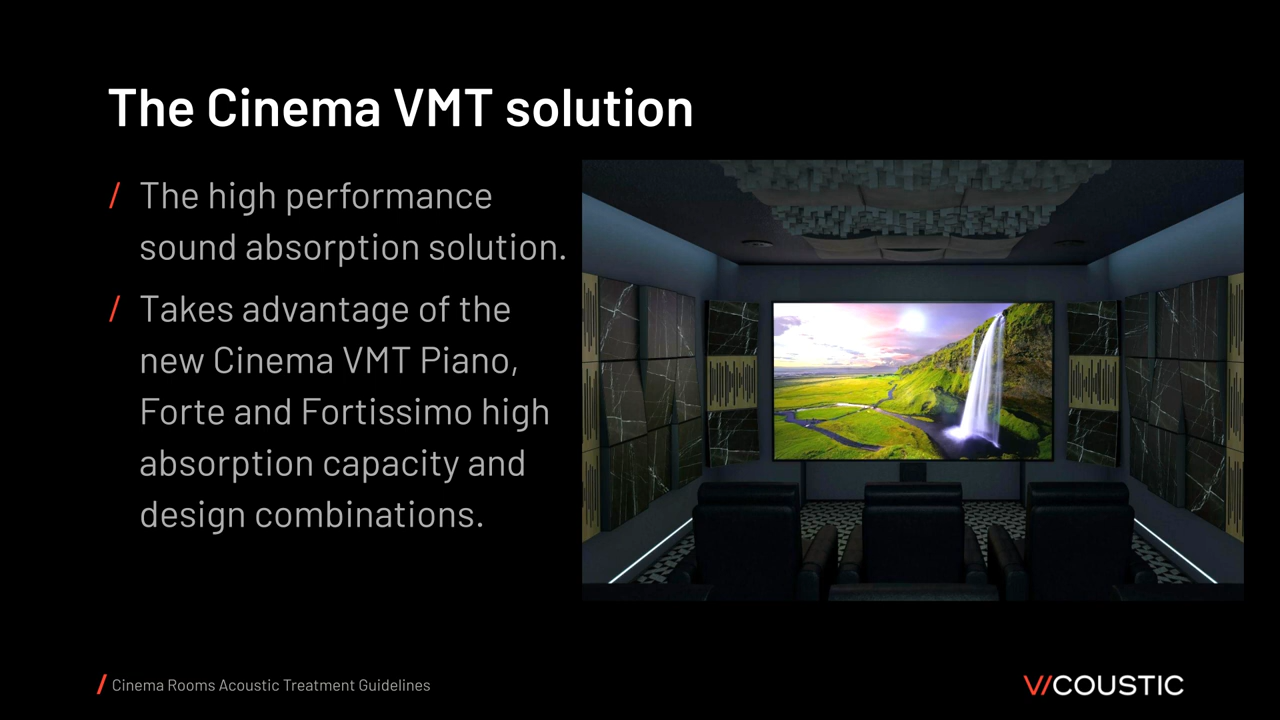 The Cinema VMT solution
/ The high performance
sound absorption solution.
/ Takes advantage of the
new Cinema VMT Piano,
Forte and Fortissimo high
absorption capacity and
design combinations.
/ Cinema Rooms Acoustic Treatment Guidelines
VICOUSTIC